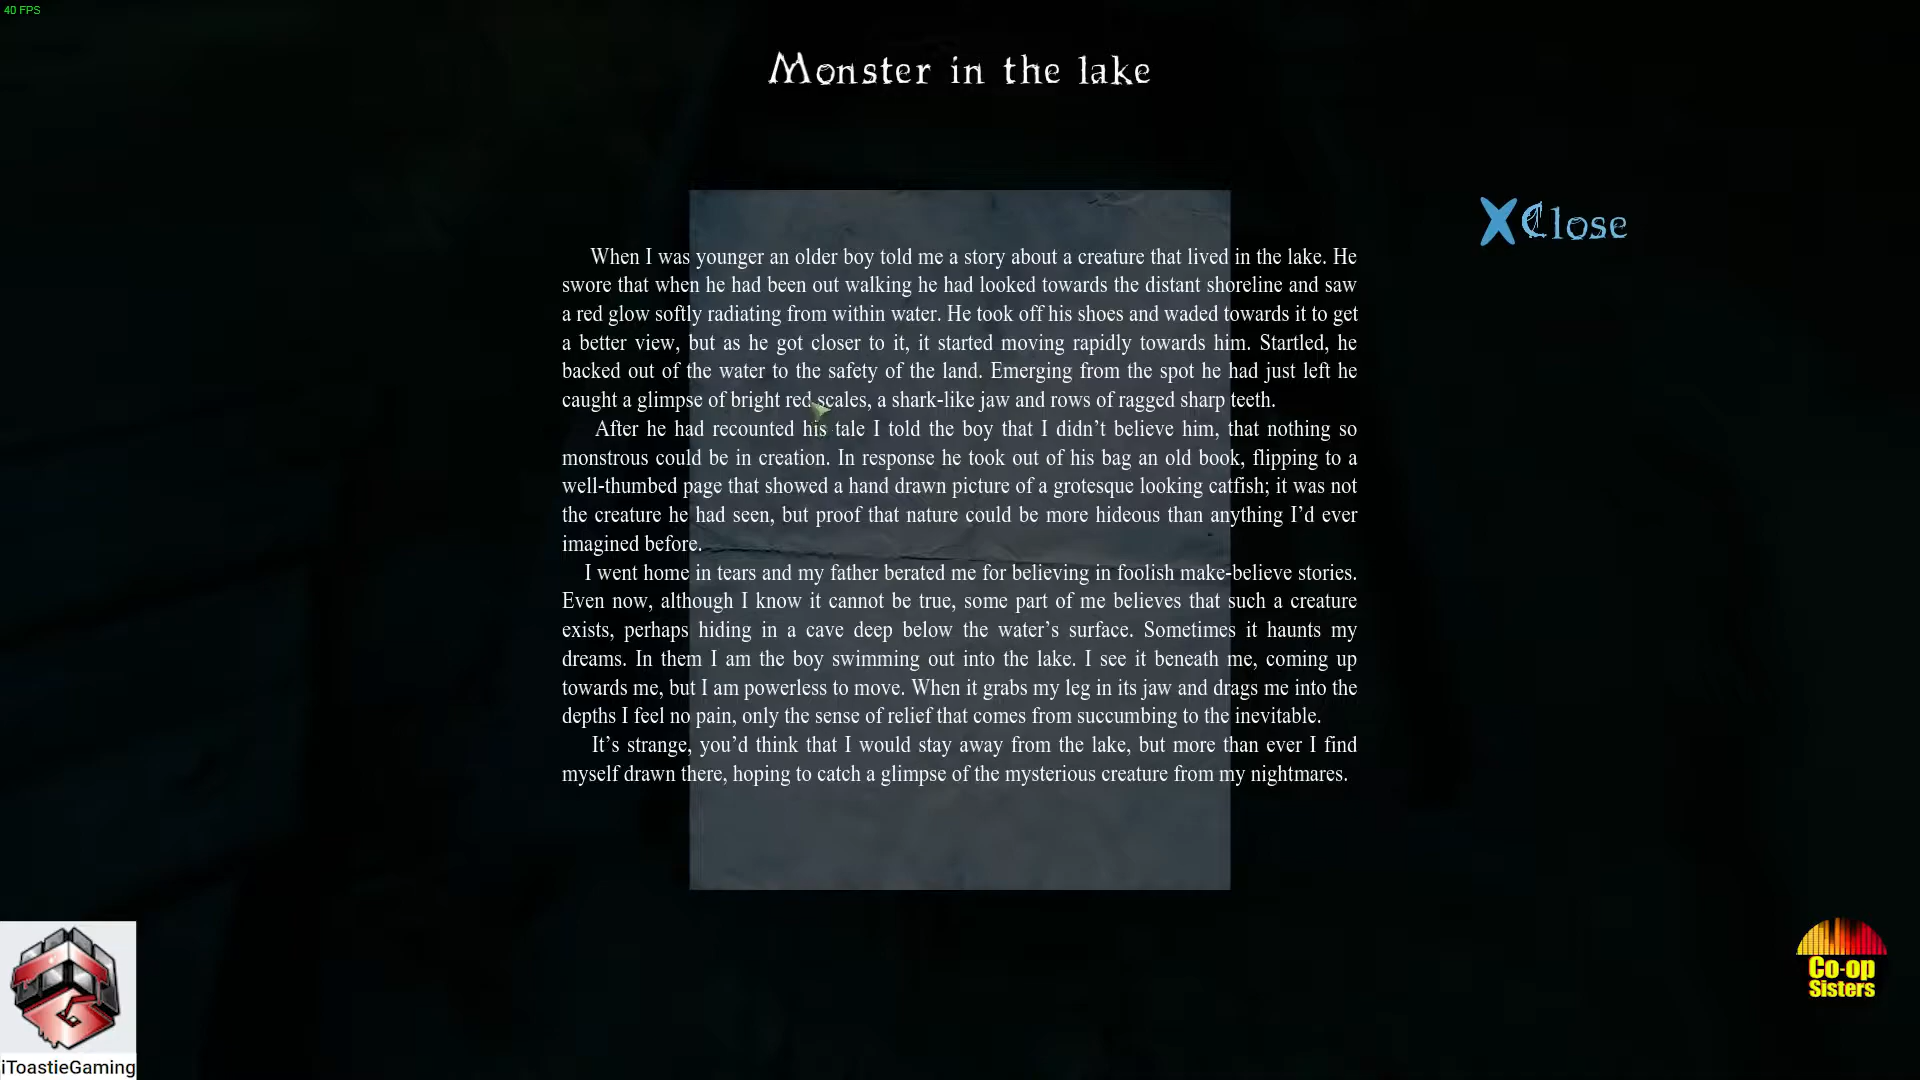 40 FPS
Monster in the lake
XClose
When I was younger an older boy told me a story about a creature that lived in the lake. He
swore that when he had been out walking he had looked towards the distant shoreline and saw
a red glow softly radiating from within water. He took off his shoes and waded towards it to get
a better view, but as he got closer to it, it started moving rapidly towards him. Startled, he
backed out of the water to the safety of the land. Emerging from the spot he had just left he
caught a glimpse of bright red scales, a shark-like jaw and rows of ragged sharp teeth.
After he had recounted his tale I told the boy that I didn’t believe him, that nothing so
monstrous could be in creation. In response he took out of his bag an old book, flipping to a
well-thumbed page that showed a hand drawn picture of a grotesque looking catfish; it was not
the creature he had seen, but proof that nature could be more hideous than anything I’d ever
imagined before.
I went home in tears and my father berated me for believing in foolish make-believe stories.
Even now, although I know it cannot be true, some part of me believes that such a creature
exists, perhaps hiding in a cave deep below the water’s surface. Sometimes it haunts my
dreams. In them I am the boy swimming out into the lake. I see it beneath me, coming up
towards me, but I am powerless to move. When it grabs my leg in its jaw and drags me into the
depths I feel no pain, only the sense of relief that comes from succumbing to the inevitable.
It’s strange, you’d think that I would stay away from the lake, but more than ever I find
myself drawn there, hoping to catch a glimpse of the mysterious creature from my nightmares.
iToastieGaming
Co-op
Sisters